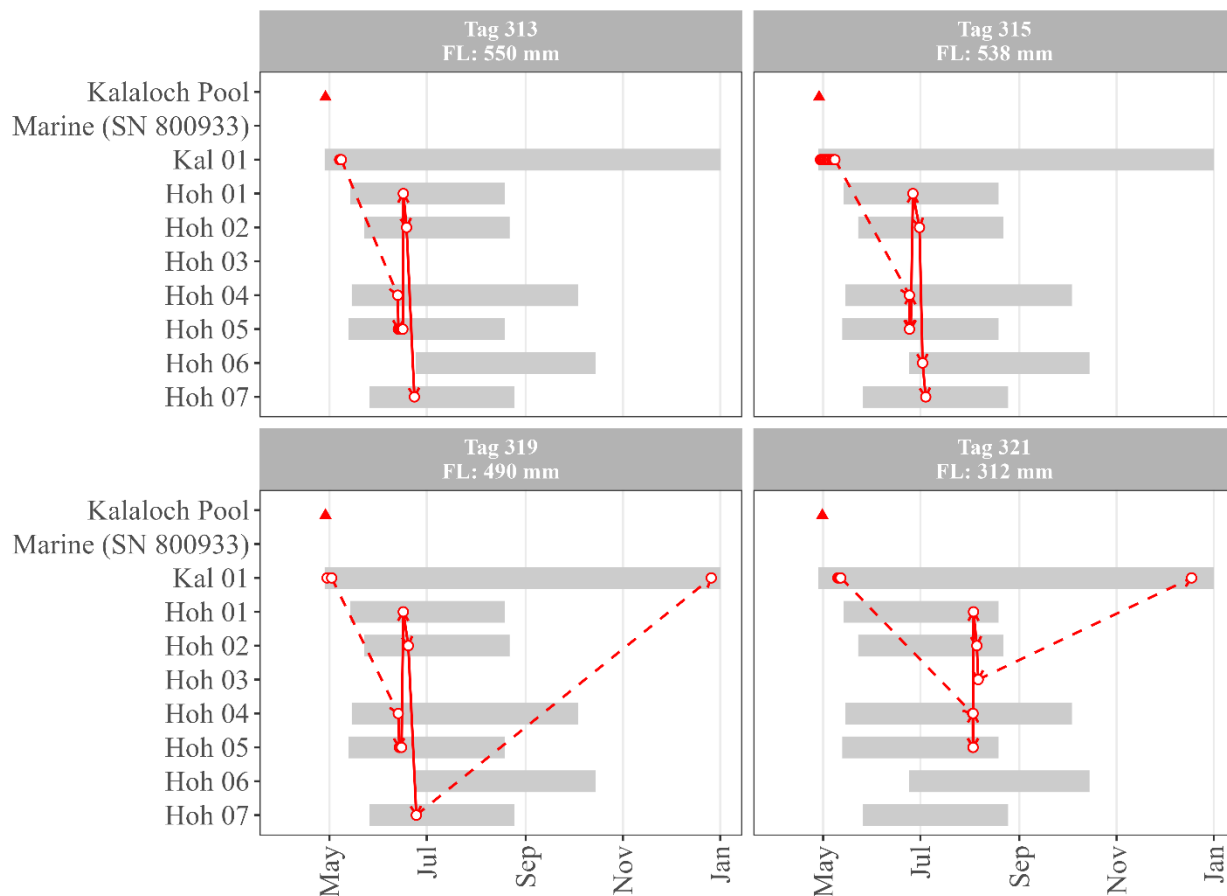 Tag 313
FL: 550 mm
Tag 315
FL: 538 mm
Kalaloch Pool
Marine (SN 800933)
Kal 01
Hoh 01
Hoh 02
Hoh 03
Hoh 04
Hoh 05
Hoh 06
Hoh 07
Tag 319
FL: 490 mm
Tag 321
FL: 312 mm
Kalaloch Pool
Marine (SN 800933)
Kal 01
Hoh 01
Hoh 02
Hoh 03
Hoh 04
Hoh 05
Hoh 06
Hoh 07
May
Jul
Sep
Nov
Jan
May
Jul
Sep
Nov
Jan